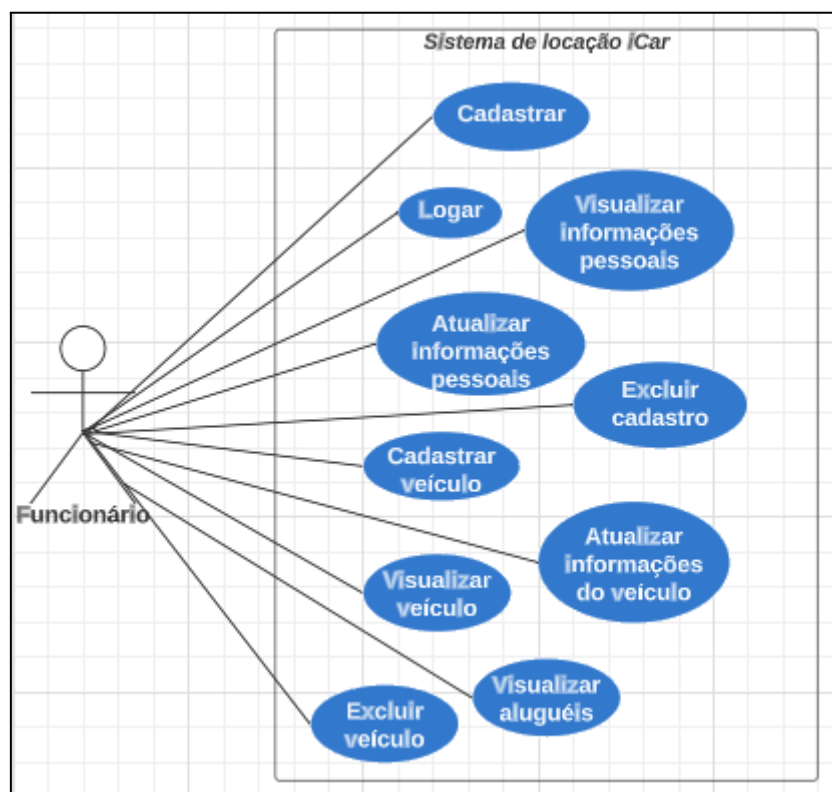 Sistema de locação iCar
Cadastrar
Logar
Visualizar
informações
pessoais
Atualizar
informações
pessoais
Excluir
cadastro
Cadastrar
veículo
Funcionário
Atualizar
informações
do veículo
Visualizar
veículo
Visualizar
aluguéis
Excluir
veículo